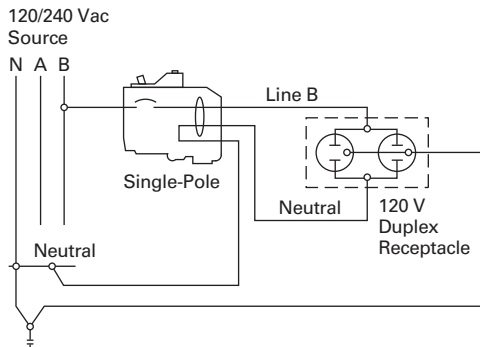 120/240 Vac
Source
N A B
Line B
Single-Pole
Neutral
120 V
Duplex
Receptacle
Neutral